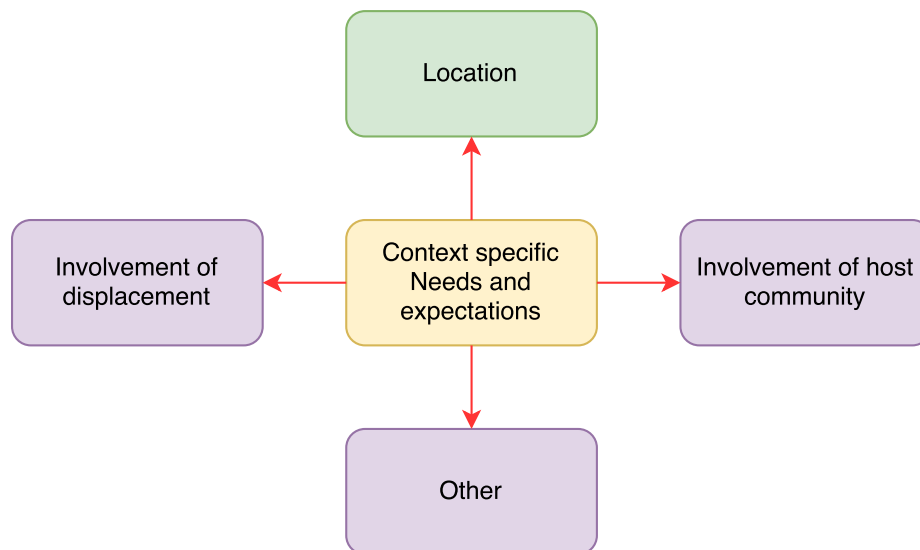 Location
Involvement of
displacement
Context specific
Needs and
expectations
Involvement of host
community
Other